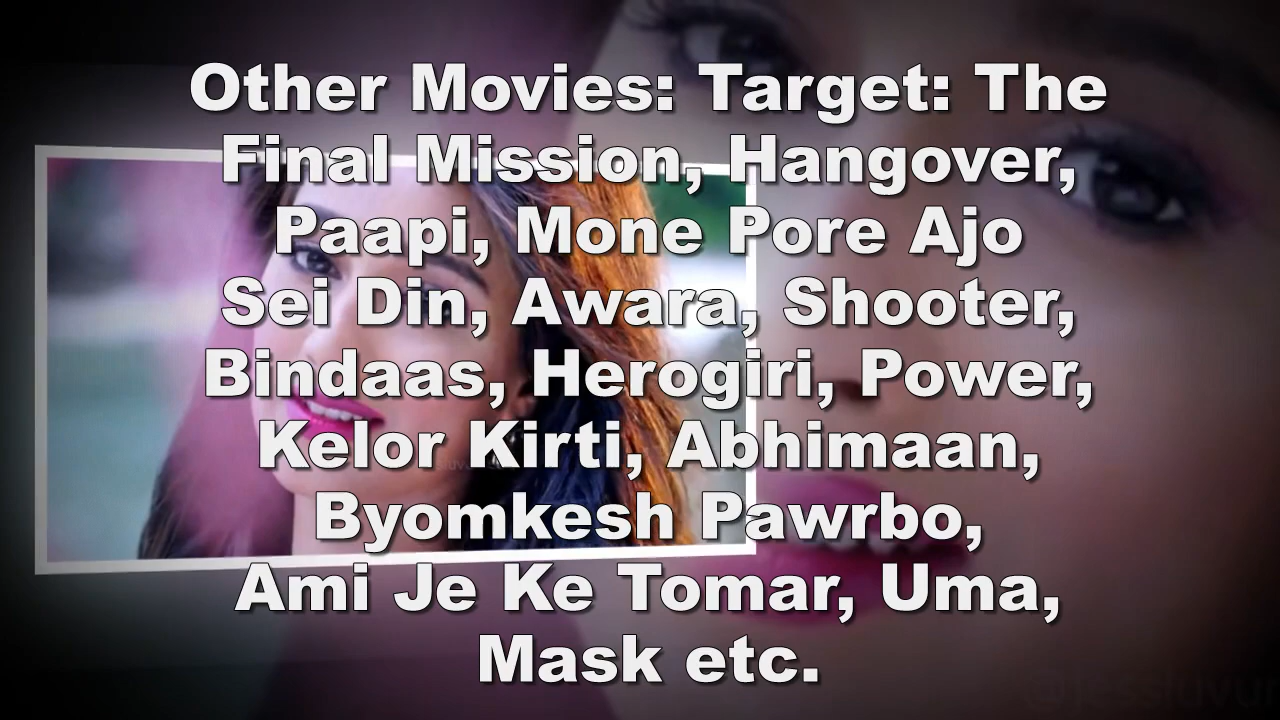 Other Movies: Target: The
Final Mission, Hangover,
Paapi, Mone Pore Ajo
Sei Din, Awara, Shooter,
Bindaas, Herogiri, Power,
Kelor Kirti, Abhimaan,
Byomkesh Pawrbo,
Ami Je Ke Tomar, Uma,
Mask etc.